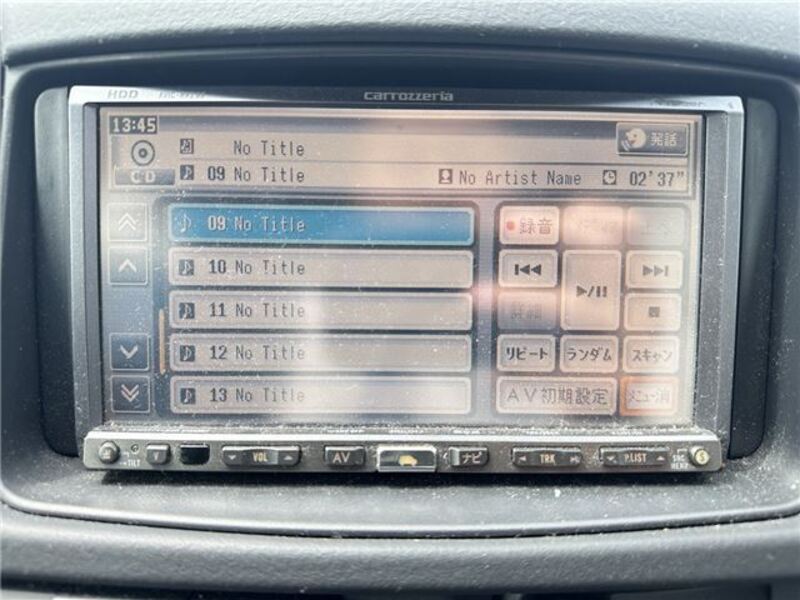 HDD carrozzeria
13:45
No Title
発話
CD
09 No Title No Artist Name 02'37"
09 No Title
録音
10 No Title
11 No Title
詳細
12 No Title
リピート ランダム スキャン
13 No Title
AV初期設定 メニュー消
TILT VOL AV ナビ TRK P.LIST